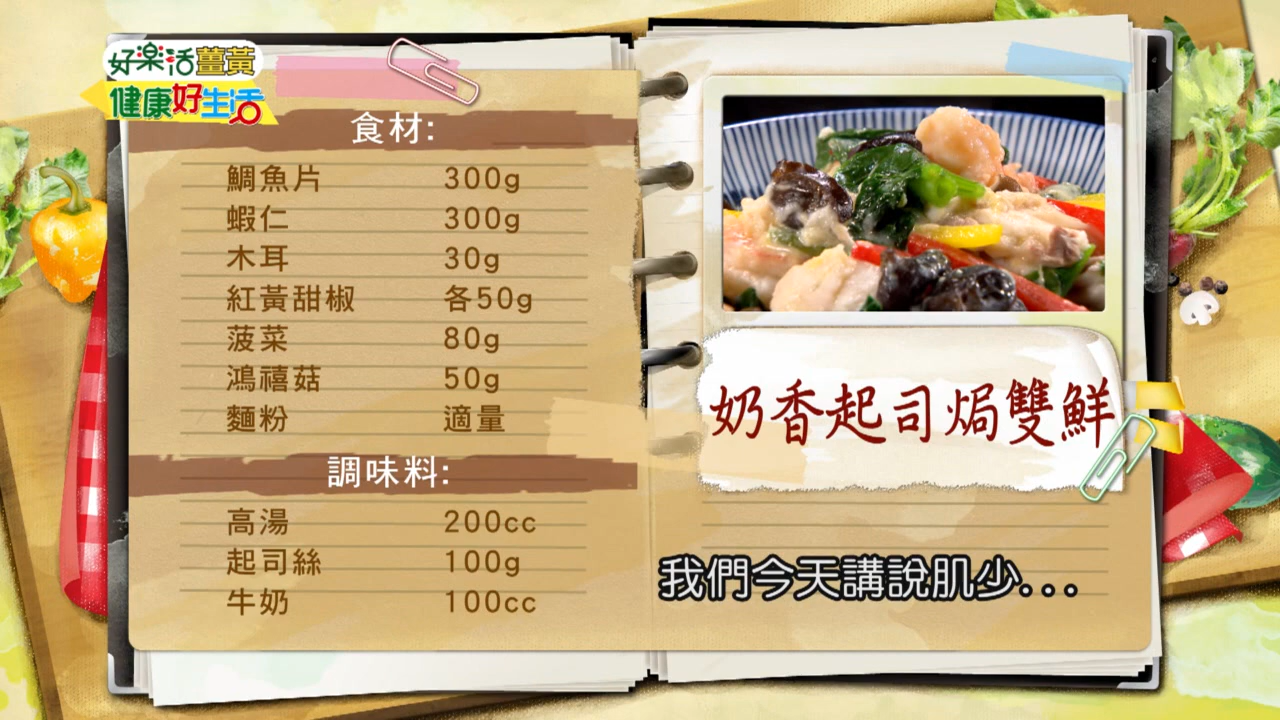 好樂活薑黃
健康好生活
食材:
鯛魚片 300g
蝦仁 300g
木耳 30g
紅黃甜椒 各50g
菠菜 80g
鴻禧菇 50g
麵粉 適量
調味料:
高湯 200cc
起司絲 100g
牛奶 100cc
奶香起司焗雙鮮
我們今天講說肌少...